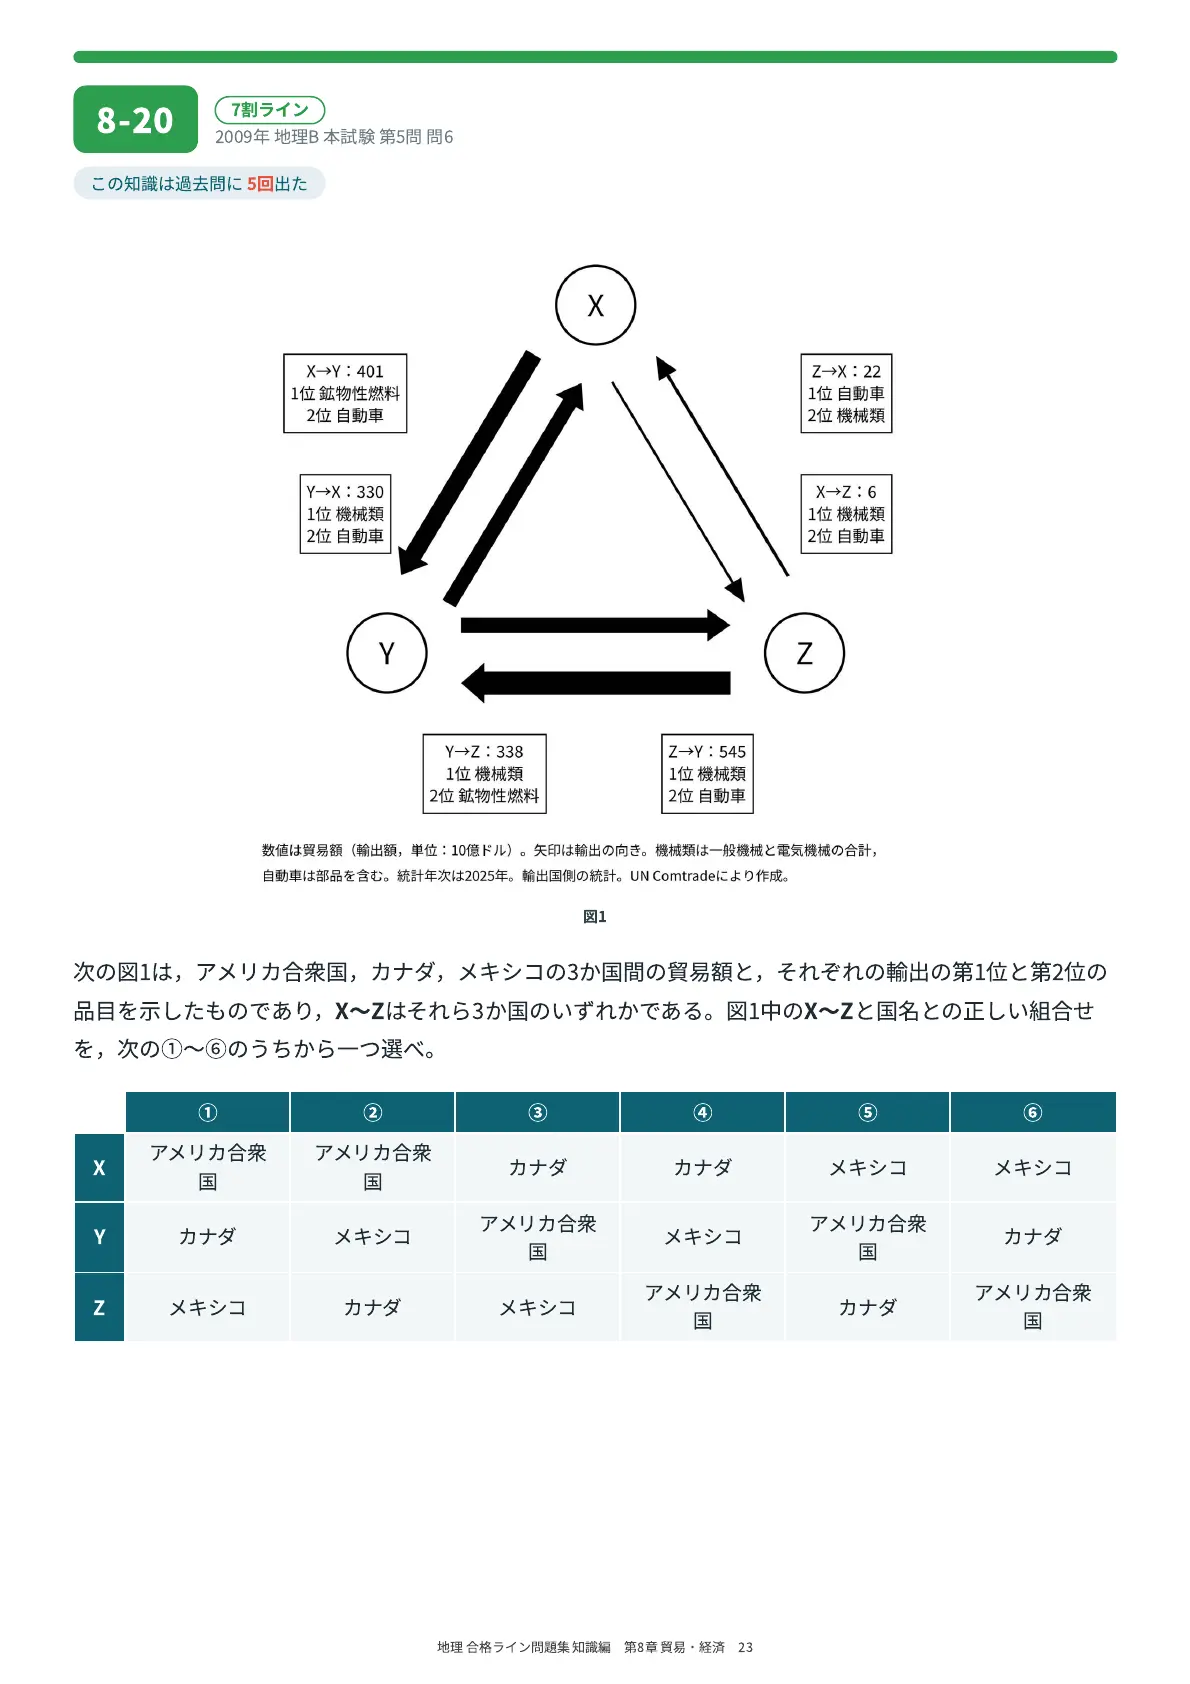 8-20
7割ライン
2009年 地理B 本試験 第5問 問6
この知識は過去問に 5回出た
X
X→Y：401
1位 鉱物性燃料
2位 自動車
Z→X：22
1位 自動車
2位 機械類
Y→X：330
1位 機械類
2位 自動車
X→Z：6
1位 機械類
2位 自動車
Y
Z
Y→Z：338
1位 機械類
2位 鉱物性燃料
Z→Y：545
1位 機械類
2位 自動車
数値は貿易額（輸出額，単位：10億ドル）。矢印は輸出の向き。機械類は一般機械と電気機械の合計，
自動車は部品を含む。統計年次は2025年。輸出国側の統計。UN Comtradeにより作成。
図1
次の図1は，アメリカ合衆国，カナダ，メキシコの3か国間の貿易額と，それぞれの輸出の第1位と第2位の
品目を示したものであり，X〜Zはそれら3か国のいずれかである。図1中のX〜Zと国名との正しい組合せ
を，次の①〜⑥のうちから一つ選べ。
① ② ③ ④ ⑤ ⑥
X アメリカ合衆国 アメリカ合衆国 カナダ カナダ メキシコ メキシコ
Y カナダ メキシコ アメリカ合衆国 メキシコ アメリカ合衆国 カナダ
Z メキシコ カナダ メキシコ アメリカ合衆国 カナダ アメリカ合衆国
地理 合格ライン問題集 知識編 第8章 貿易・経済 23